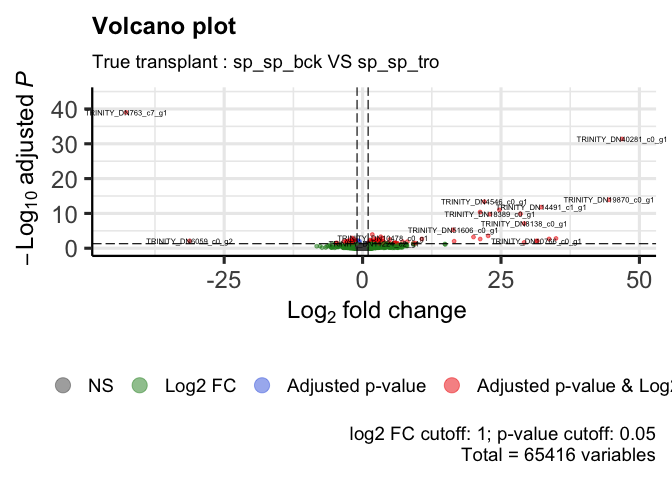 Volcano plot
True transplant : sp_sp_bck VS sp_sp_tro
−Log10 adjusted P
40
30
20
10
0
TRINITY_DN763_c7_g1
TRINITY_DN40281_c0_g1
TRINITY_DN4546_c0_g1
TRINITY_DN19870_c0_g1
TRINITY_DN14491_c1_g1
TRINITY_DN18389_c0_g1
TRINITY_DN51606_c0_g1
-25
0
25
50
Log2 fold change
NS
Log2 FC
Adjusted p-value
Adjusted p-value & Log2
log2 FC cutoff: 1; p-value cutoff: 0.05
Total = 65416 variables